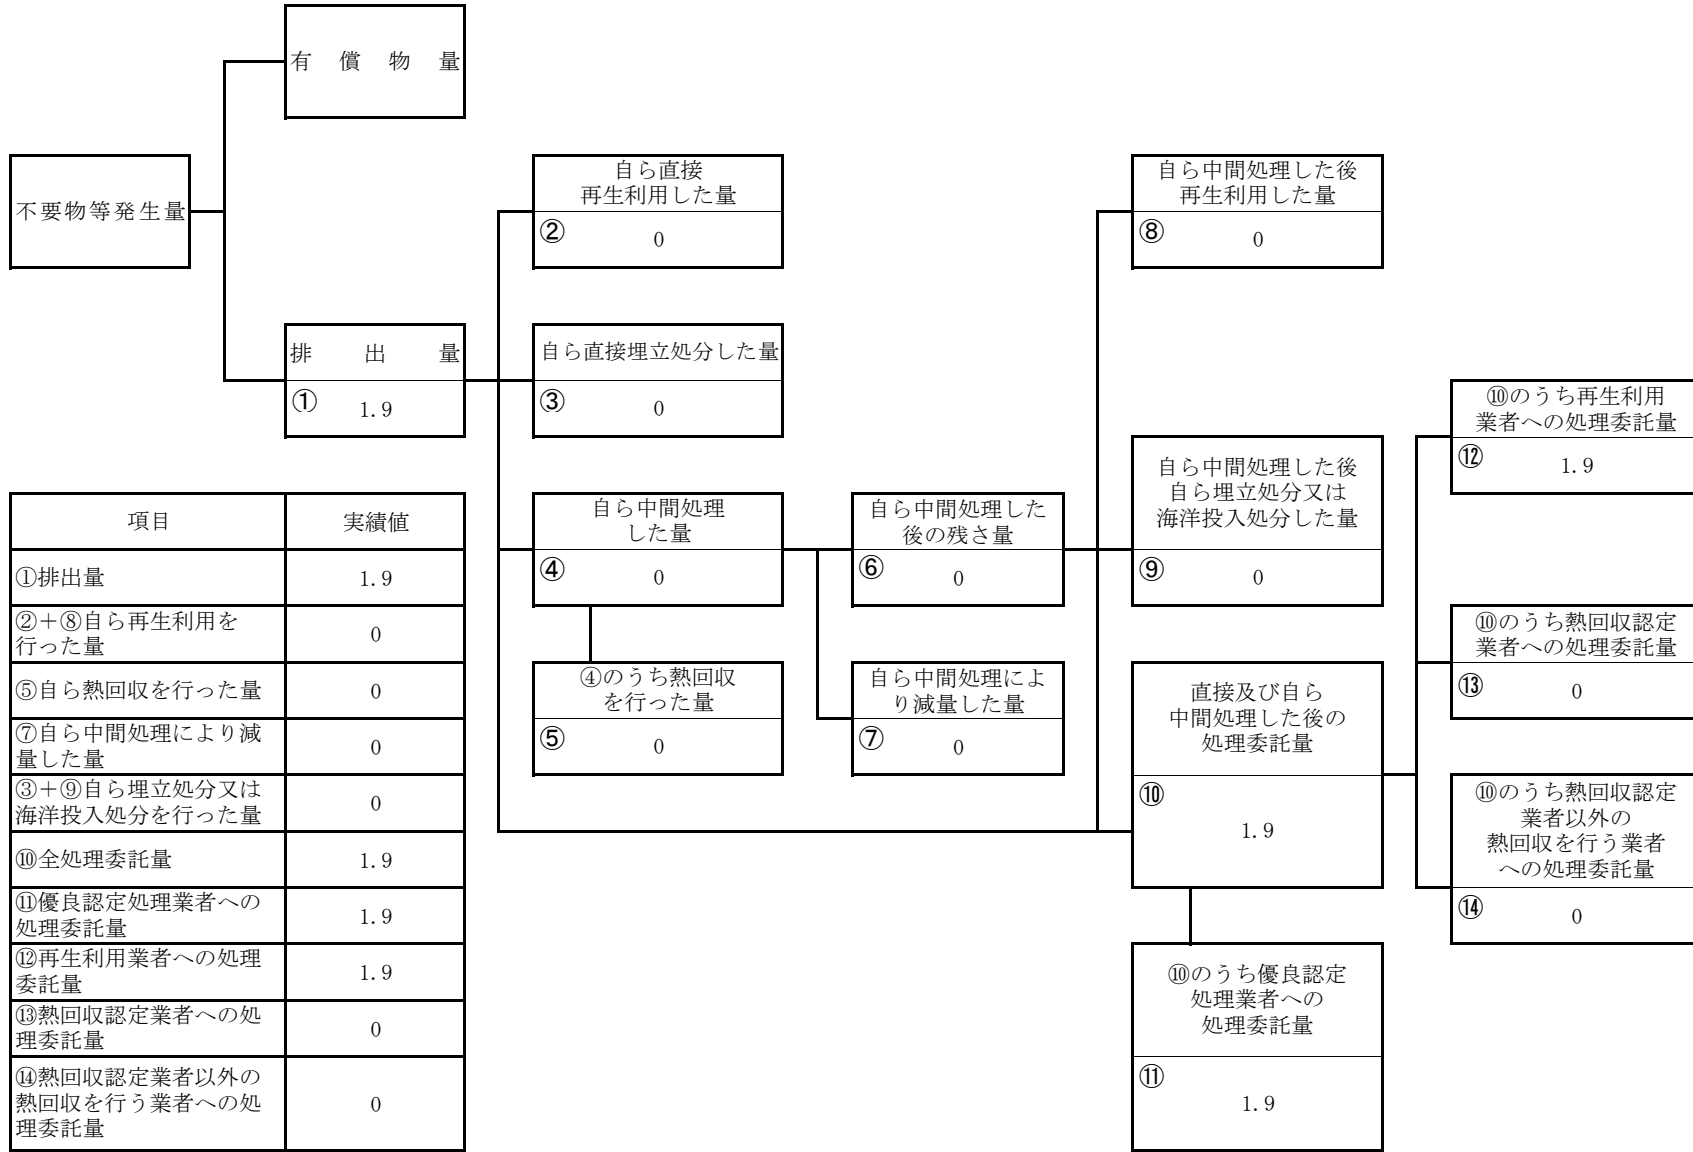 有償物量
不要物等発生量
排出量
① 1.9
自ら直接
再生利用した量
② 0
自ら直接埋立処分した量
③ 0
自ら中間処理
した量
④ 0
④のうち熱回収
を行った量
⑤ 0
自ら中間処理した
後の残さ量
⑥ 0
自ら中間処理によ
り減量した量
⑦ 0
自ら中間処理した後
再生利用した量
⑧ 0
自ら中間処理した後
自ら埋立処分又は
海洋投入処分した量
⑨ 0
直接及び自ら
中間処理した後の
処理委託量
⑩
1.9
⑩のうち優良認定
処理業者への
処理委託量
⑪
1.9
⑩のうち再生利用
業者への処理委託量
⑫ 1.9
⑩のうち熱回収認定
業者への処理委託量
⑬ 0
⑩のうち熱回収認定
業者以外の
熱回収を行う業者
への処理委託量
⑭ 0
項目 実績値
①排出量 1.9
②＋⑧自ら再生利用を
行った量 0
⑤自ら熱回収を行った量 0
⑦自ら中間処理により減
量した量 0
③＋⑨自ら埋立処分又は
海洋投入処分を行った量 0
⑩全処理委託量 1.9
⑪優良認定処理業者への
処理委託量 1.9
⑫再生利用業者への処理
委託量 1.9
⑬熱回収認定業者への処
理委託量 0
⑭熱回収認定業者以外の
熱回収を行う業者への処
理委託量 0